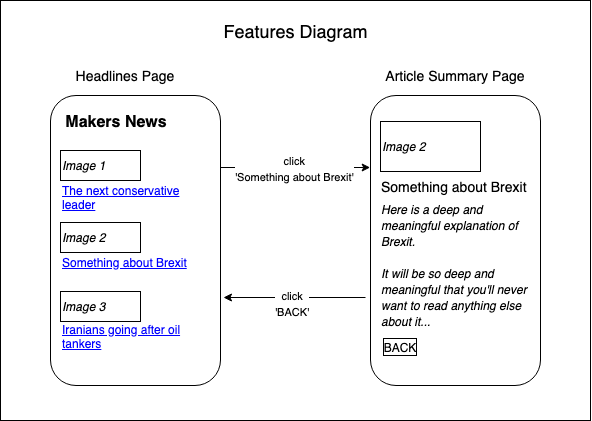 Features Diagram
Headlines Page
Makers News
Image 1
The next conservative
leader
Image 2
Something about Brexit
Image 3
Iranians going after oil
tankers
click
'Something about Brexit'
click
'BACK'
Article Summary Page
Image 2
Something about Brexit
Here is a deep and
meaningful explanation of
Brexit.
It will be so deep and
meaningful that you'll never
want to read anything else
about it...
BACK